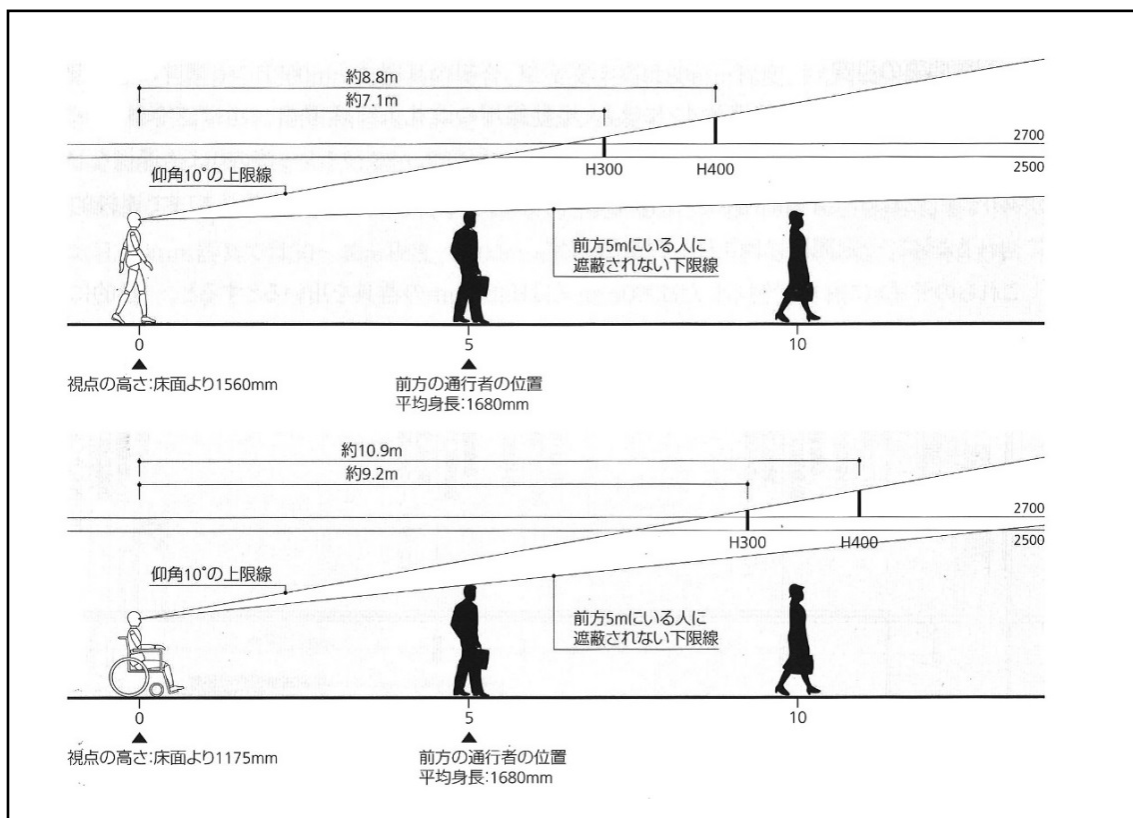 約8.8m
約7.1m
2700
2500
H300
H400
仰角10°の上限線
前方5mにいる人に
遮蔽されない下限線
0
5
10
視点の高さ:床面より1560mm
前方の通行者の位置
平均身長:1680mm
約10.9m
約9.2m
2700
2500
H300
H400
仰角10°の上限線
前方5mにいる人に
遮蔽されない下限線
0
5
10
視点の高さ:床面より1175mm
前方の通行者の位置
平均身長:1680mm